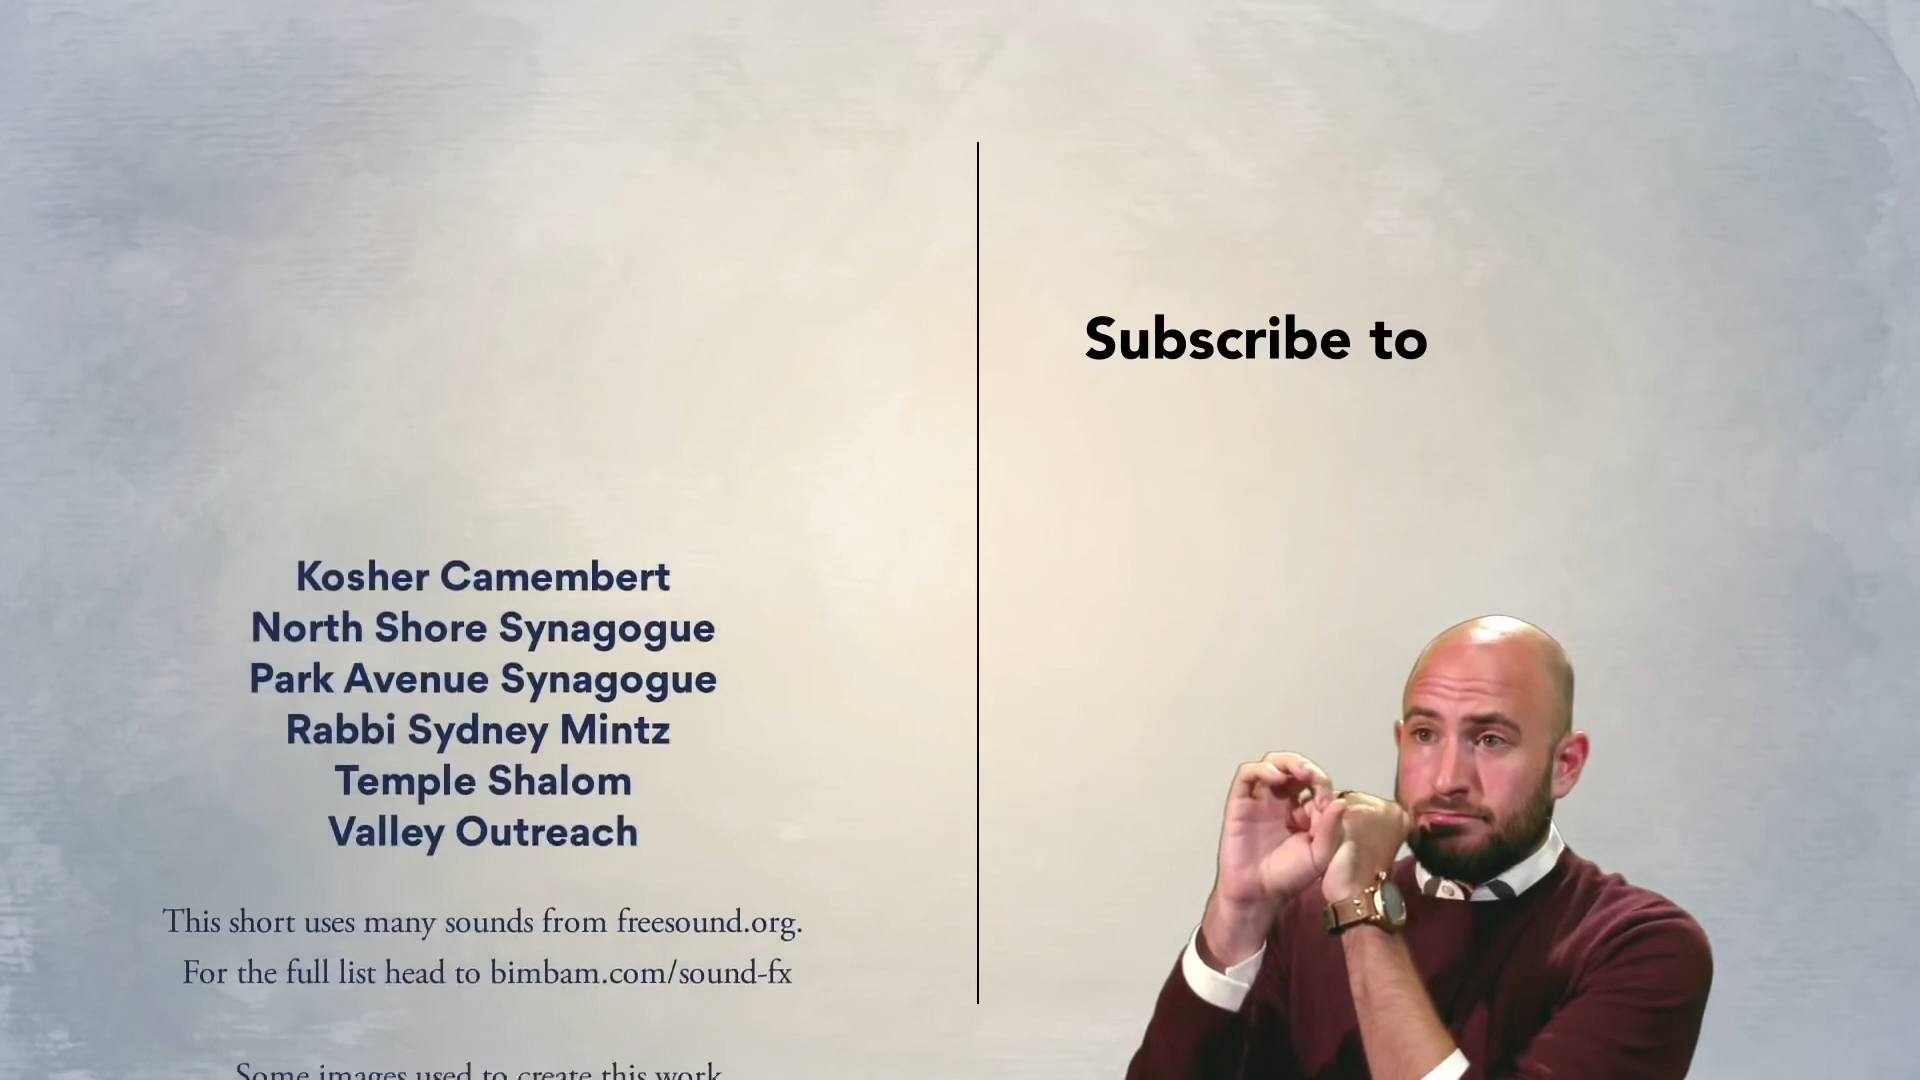 Kosher Camembert
North Shore Synagogue
Park Avenue Synagogue
Rabbi Sydney Mintz
Temple Shalom
Valley Outreach
This short uses many sounds from freesound.org.
For the full list head to bimbam.com/sound-fx
Some images used to create this work
Subscribe to